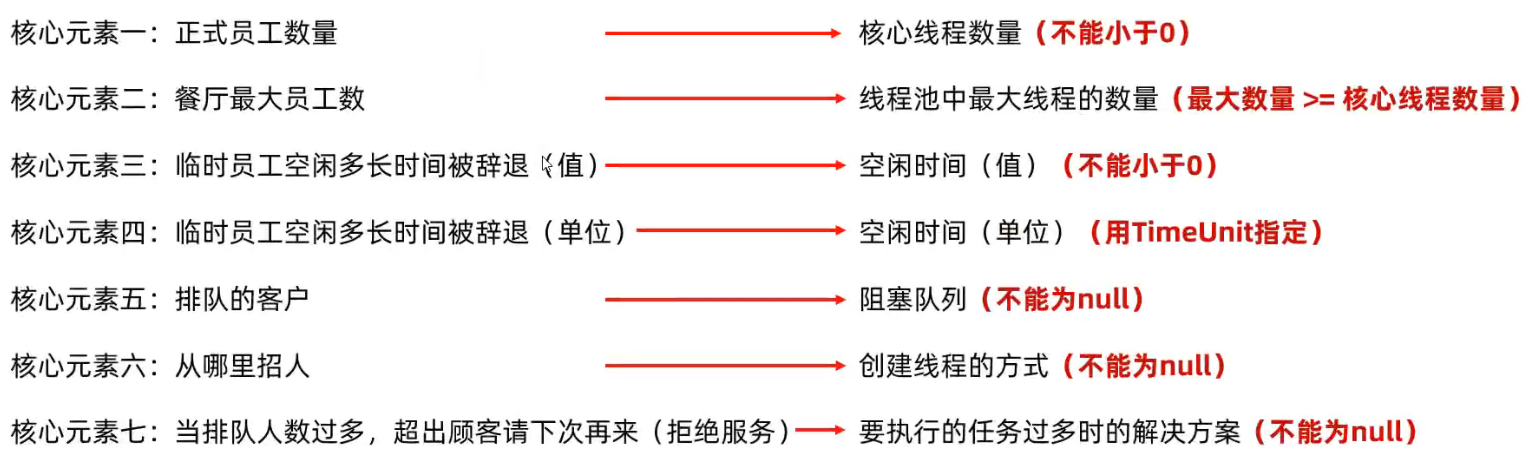 核心元素一：正式员工数量 核心线程数量（不能小于0）
核心元素二：餐厅最大员工数 线程池中最大线程的数量（最大数量 >= 核心线程数量）
核心元素三：临时员工空闲多长时间被辞退（值） 空闲时间（值）（不能小于0）
核心元素四：临时员工空闲多长时间被辞退（单位） 空闲时间（单位）（用TimeUnit指定）
核心元素五：排队的客户 阻塞队列（不能为null）
核心元素六：从哪里招人 创建线程的方式（不能为null）
核心元素七：当排队人数过多，超出顾客请下次再来（拒绝服务） 要执行的任务过多时的解决方案（不能为null）